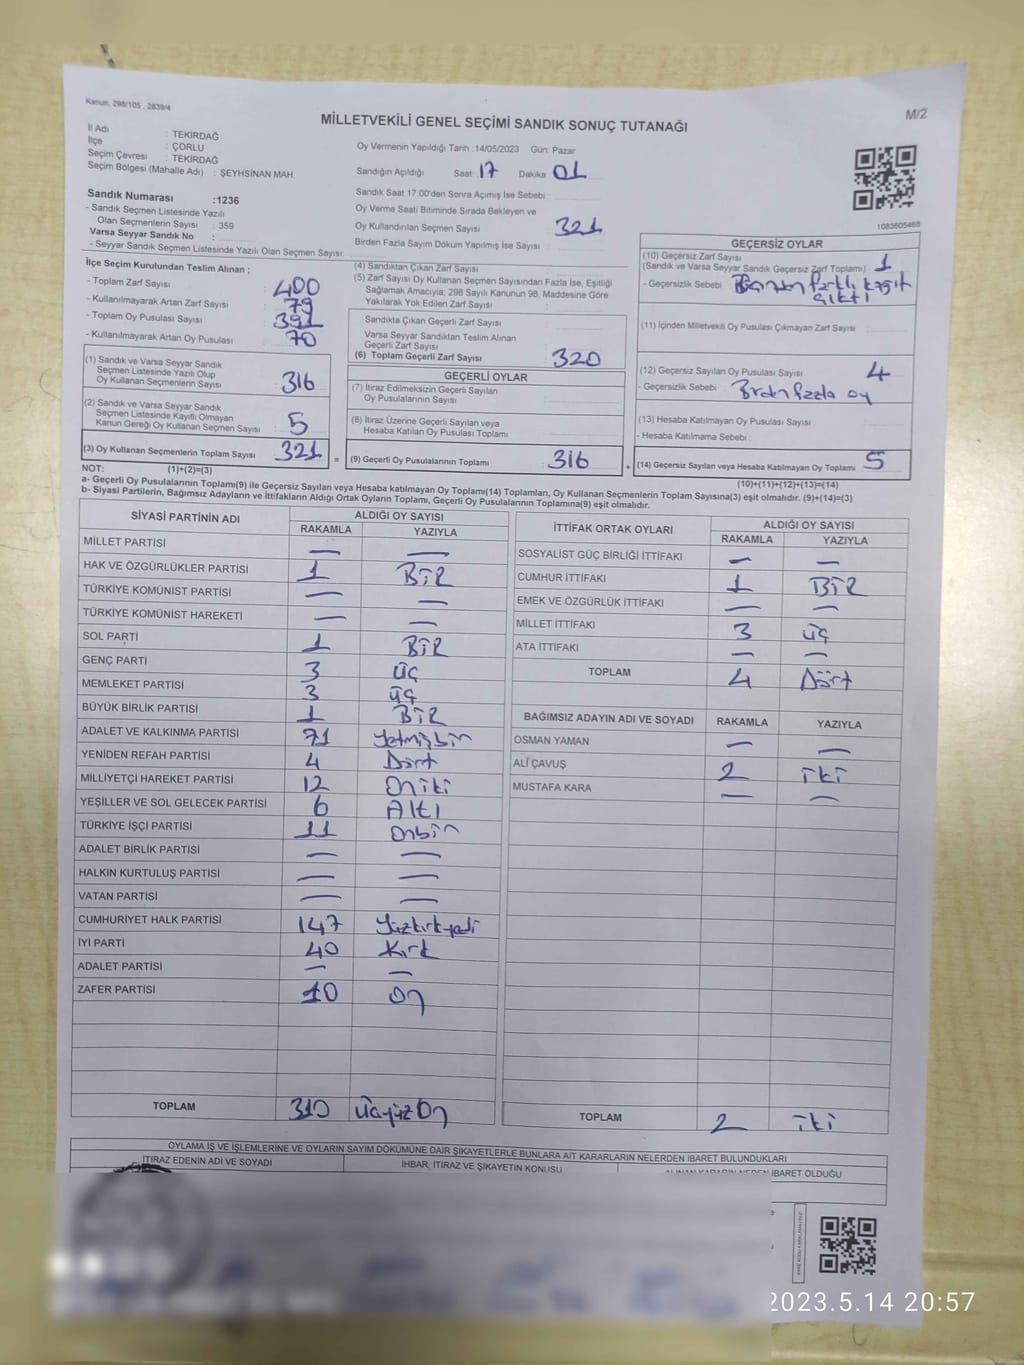 Kanun: 298/105 , 2839/4
M/2
MİLLETVEKİLİ GENEL SEÇİMİ SANDIK SONUÇ TUTANAĞI
İl Adı : TEKİRDAĞ
İlçe : ÇORLU
Seçim Çevresi : TEKİRDAĞ
Seçim Bölgesi (Mahalle Adı) : ŞEYHSİNAN MAH.
Oy Vermenin Yapıldığı Tarih : 14/05/2023 Gün: Pazar
Sandığın Açıldığı Saat 17 Dakika 01
Sandık Saat 17:00'den Sonra Açımış İse Sebebi :
Oy Verme Saati Bitiminde Sırada Bekleyen ve
Oy Kullandırılan Seçmen Sayısı 321
Birden Fazla Sayım Döküm Yapılmış İse Sayısı :
Sandık Numarası :1236
- Sandık Seçmen Listesinde Yazılı
Olan Seçmenlerin Sayısı : 359
Varsa Seyyar Sandık No :
- Seyyar Sandık Seçmen Listesinde Yazılı Olan Seçmen Sayısı:
1083605468
İlçe Seçim Kurulundan Teslim Alınan ;
- Toplam Zarf Sayısı : 400
- Kullanılmayarak Artan Zarf Sayısı : 79
- Toplam Oy Pusulası Sayısı : 391
- Kullanılmayarak Artan Oy Pusulası : 70
(1) Sandık ve Varsa Seyyar Sandık
Seçmen Listesinde Yazılı Olup
Oy Kullanan Seçmenlerin Sayısı 316
(2) Sandık ve Varsa Seyyar Sandık
Seçmen Listesinde Kayıtlı Olmayan
Kanun Gereği Oy Kullanan Seçmen Sayısı 5
(3) Oy Kullanan Seçmenlerin Toplam Sayısı 321 =
(4) Sandıktan Çıkan Zarf Sayısı
(5) Zarf Sayısı Oy Kullanan Seçmen Sayısından Fazla İse, Eşitliği
Sağlamak Amacıyla; 298 Sayılı Kanunun 98. Maddesine Göre
Yakılarak Yok Edilen Zarf Sayısı :
Sandıkta Çıkan Geçerli Zarf Sayısı
Varsa Seyyar Sandıktan Teslim Alınan
Geçerli Zarf Sayısı
(6) Toplam Geçerli Zarf Sayısı 320
GEÇERLİ OYLAR
(7) İtiraz Edilmeksizin Geçerli Sayılan
Oy Pusulalarının Sayısı
(8) İtiraz Üzerine Geçerli Sayılan veya
Hesaba Katılan Oy Pusulası Toplamı
(9) Geçerli Oy Pusulalarının Toplamı 316 +
GEÇERSİZ OYLAR
(10) Geçersiz Zarf Sayısı
(Sandık ve Varsa Seyyar Sandık Geçersiz Zarf Toplamı) 1
- Geçersizlik Sebebi : farklı kağıt
çıktı
(11) İçinden Milletvekili Oy Pusulası Çıkmayan Zarf Sayısı
(12) Geçersiz Sayılan Oy Pusulası Sayısı 4
- Geçersizlik Sebebi : Birden fazla oy
(13) Hesaba Katılmayan Oy Pusulası Sayısı
- Hesaba Katılmama Sebebi :
(14) Geçersiz Sayılan veya Hesaba Katılmayan Oy Toplamı 5
NOT: (1)+(2)=(3)
(10)+(11)+(12)+(13)=(14)
a- Geçerli Oy Pusulalarının Toplamı(9) ile Geçersiz Sayılan veya Hesaba katılmayan Oy Toplamı(14) Toplamları, Oy Kullanan Seçmenlerin Toplam Sayısına(3) eşit olmalıdır. (9)+(14)=(3)
b- Siyasi Partilerin, Bağımsız Adayların ve İttifakların Aldığı Ortak Oyların Toplamı, Geçerli Oy Pusulalarının Toplamına(9) eşit olmalıdır.
SİYASİ PARTİNİN ADI ALDIĞI OY SAYISI
RAKAMLA YAZIYLA
MİLLET PARTİSİ — —
HAK VE ÖZGÜRLÜKLER PARTİSİ 1 BİR
TÜRKİYE KOMÜNİST PARTİSİ — —
TÜRKİYE KOMÜNİST HAREKETİ — —
SOL PARTİ 1 BİR
GENÇ PARTİ 3 ÜÇ
MEMLEKET PARTİSİ 3 ÜÇ
BÜYÜK BİRLİK PARTİSİ 1 BİR
ADALET VE KALKINMA PARTİSİ 71 Yetmişbir
YENİDEN REFAH PARTİSİ 4 Dört
MİLLİYETÇİ HAREKET PARTİSİ 12 Oniki
YEŞİLLER VE SOL GELECEK PARTİSİ 6 Altı
TÜRKİYE İŞÇİ PARTİSİ 11 Onbir
ADALET BİRLİK PARTİSİ — —
HALKIN KURTULUŞ PARTİSİ — —
VATAN PARTİSİ — —
CUMHURİYET HALK PARTİSİ 147 Yüzkırkyedi
İYİ PARTİ 40 Kırk
ADALET PARTİSİ — —
ZAFER PARTİSİ 10 On
TOPLAM 310 ÜçyüzOn
İTTİFAK ORTAK OYLARI ALDIĞI OY SAYISI
RAKAMLA YAZIYLA
SOSYALİST GÜÇ BİRLİĞİ İTTİFAKI — —
CUMHUR İTTİFAKI 1 BİR
EMEK VE ÖZGÜRLÜK İTTİFAKI — —
MİLLET İTTİFAKI 3 üç
ATA İTTİFAKI — —
TOPLAM 4 Dört
BAĞIMSIZ ADAYIN ADI VE SOYADI RAKAMLA YAZIYLA
OSMAN YAMAN — —
ALİ ÇAVUŞ 2 iki
MUSTAFA KARA — —
TOPLAM 2 iki
OYLAMA İŞ VE İŞLEMLERİNE VE OYLARIN SAYIM DÖKÜMÜNE DAİR ŞİKAYETLERLE BUNLARA AİT KARARLARIN NELERDEN İBARET BULUNDUKLARI
İTİRAZ EDENİN ADI VE SOYADI İHBAR, İTİRAZ VE ŞİKAYETİN KONUSU ALINAN KARARIN NEDEN İBARET OLDUĞU
2023.5.14 20:57